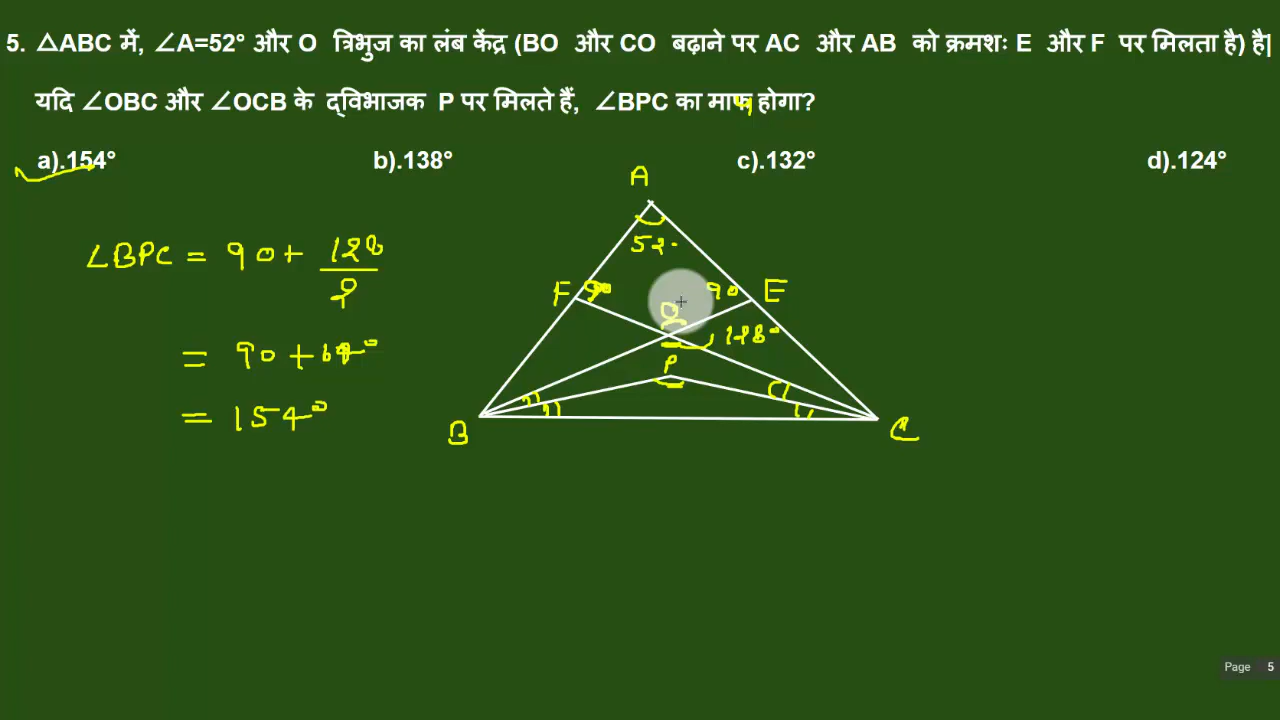 5. △ABC में, ∠A=52° और O त्रिभुज का लंब केंद्र (BO और CO बढ़ाने पर AC और AB को क्रमशः E और F पर मिलता है) है|
यदि ∠OBC और ∠OCB के द्विभाजक P पर मिलते हैं, ∠BPC का माफ होगा?
a).154° b).138° c).132° d).124°
A
52°
∠BPC = 90 + 128/2
F 90 90 E
O
128°
= 90 + 64°
P
= 154°
B C
Page 5